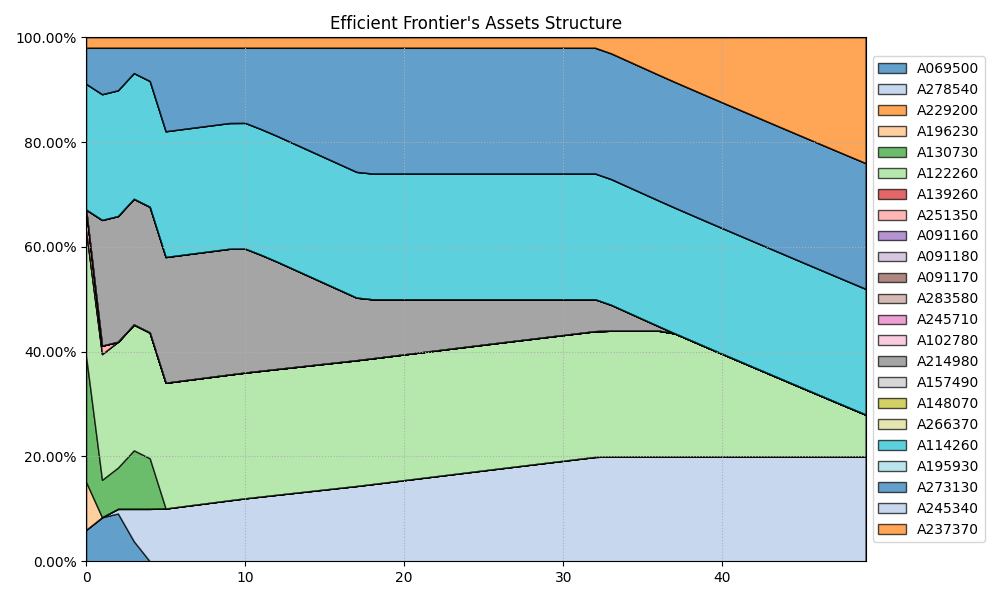 Efficient Frontier's Assets Structure
100.00%
80.00%
60.00%
40.00%
20.00%
0.00%
0
10
20
30
40
A069500
A278540
A229200
A196230
A130730
A122260
A139260
A251350
A091160
A091180
A091170
A283580
A245710
A102780
A214980
A157490
A148070
A266370
A114260
A195930
A273130
A245340
A237370